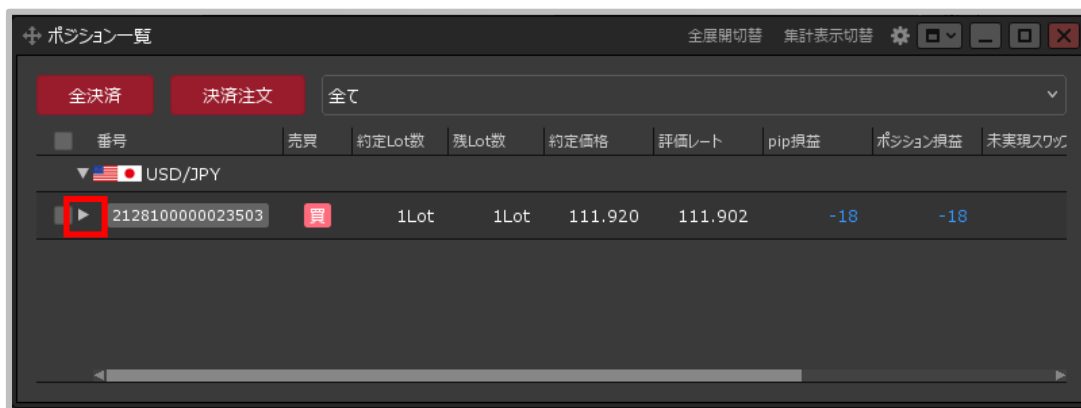 ポジション一覧 全展開切替 集計表示切替
全決済 決済注文 全て
番号 売買 約定Lot数 残Lot数 約定価格 評価レート pip損益 ポジション損益 未実現スワップ
USD/JPY
2128100000023503 買 1Lot 1Lot 111.920 111.902 -18 -18